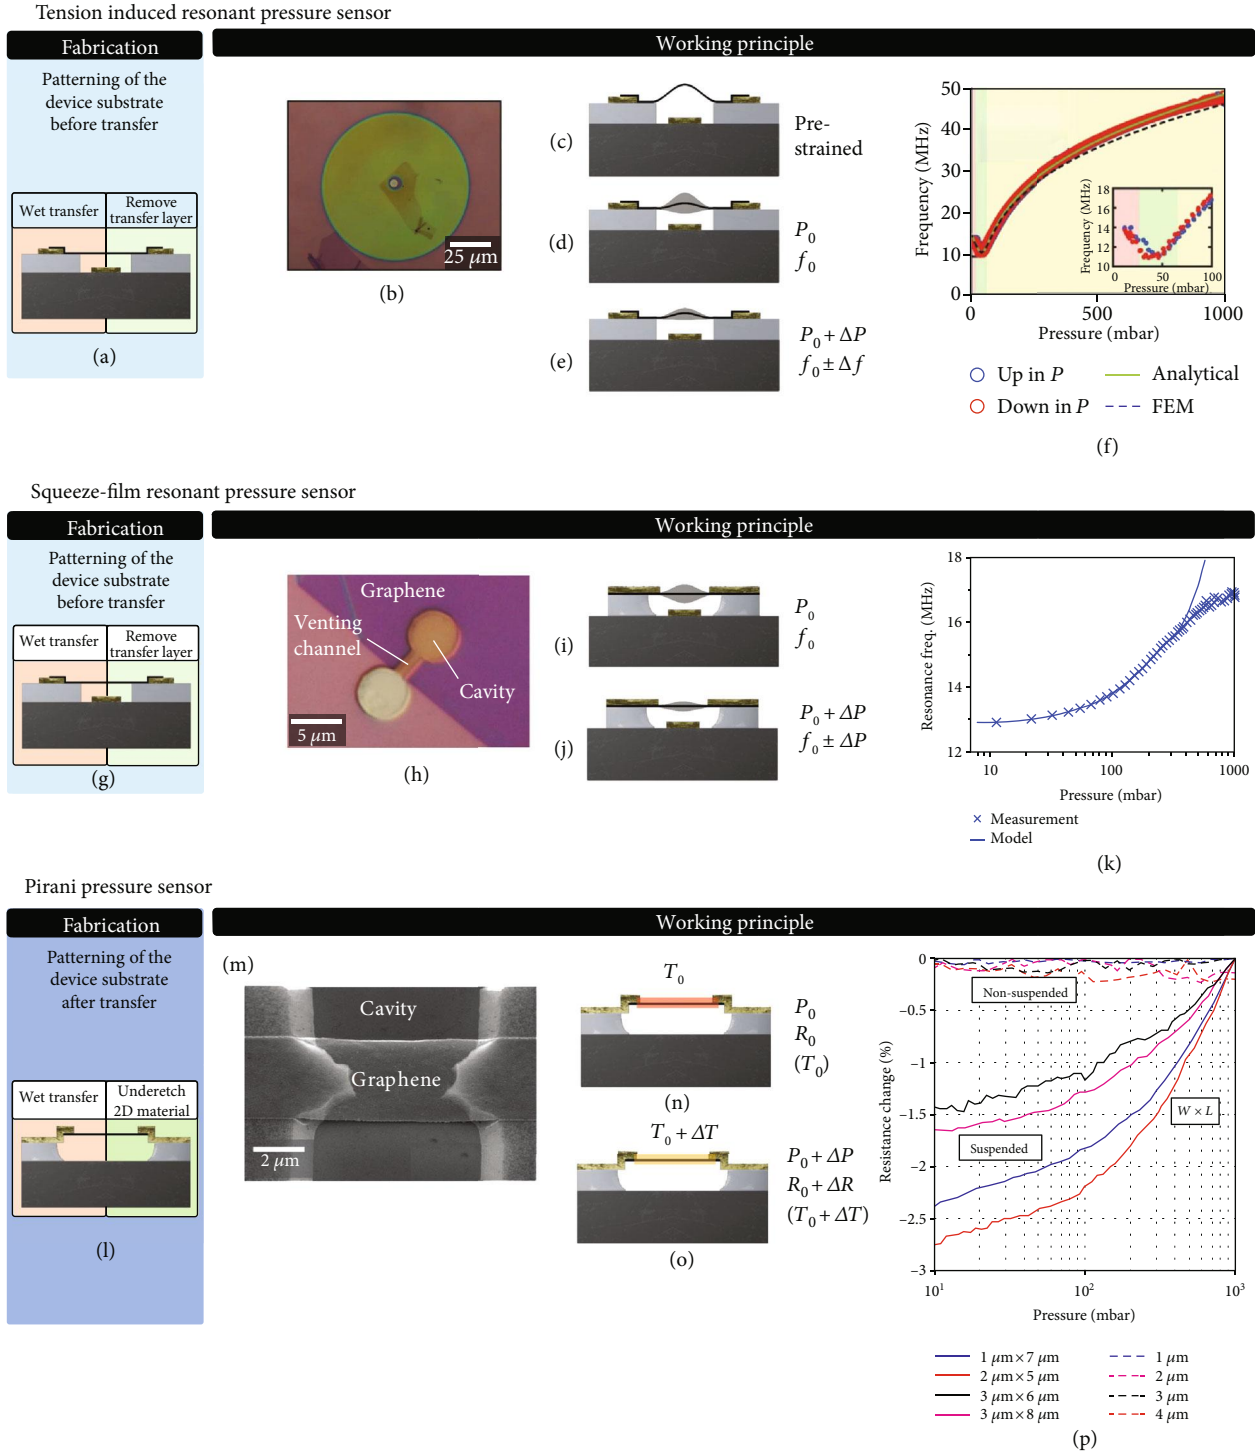 Tension induced resonant pressure sensor
Fabrication
Working principle
Patterning of the
device substrate
before transfer
Wet transfer
Remove
transfer layer
(a)
25 μm
(b)
(c)
Pre-
strained
(d)
P0
f0
(e)
P0 + ΔP
f0 ± Δf
Frequency (MHz)
50
40
30
20
10
0
0
500
1000
Pressure (mbar)
Frequency (MHz)
18
16
14
12
10
0
50
100
Pressure (mbar)
Up in P
Analytical
Down in P
FEM
(f)
Squeeze-film resonant pressure sensor
Fabrication
Working principle
Patterning of the
device substrate
before transfer
Wet transfer
Remove
transfer layer
(g)
Graphene
Venting
channel
Cavity
5 μm
(h)
(i)
P0
f0
(j)
P0 + ΔP
f0 ± ΔP
Resonance freq. (MHz)
18
16
14
12
10
100
1000
Pressure (mbar)
Measurement
Model
(k)
Pirani pressure sensor
Fabrication
Working principle
Patterning of the
device substrate
after transfer
Wet transfer
Underetch
2D material
(l)
(m)
Cavity
Graphene
2 μm
T0
P0
R0
(T0)
(n)
T0 + ΔT
P0 + ΔP
R0 + ΔR
(T0 + ΔT)
(o)
Resistance change (%)
0
−0.5
−1
−1.5
−2
−2.5
−3
Non-suspended
W × L
Suspended
10¹
10²
10³
Pressure (mbar)
1 μm×7 μm
1 μm
2 μm×5 μm
2 μm
3 μm×6 μm
3 μm
3 μm×8 μm
4 μm
(p)